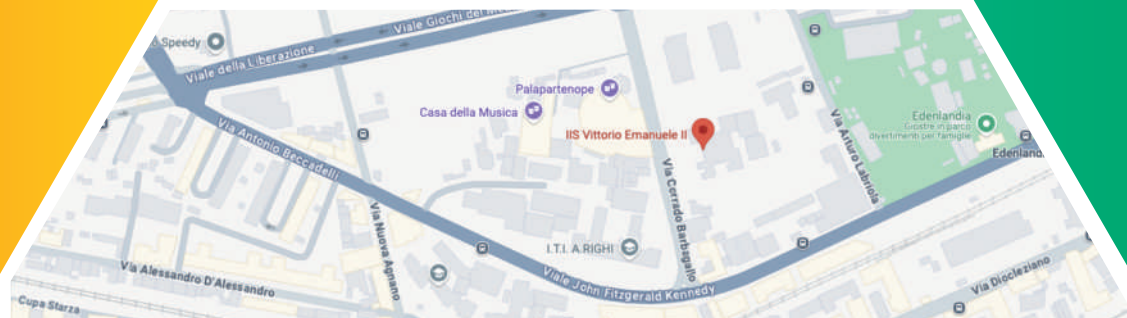 Viale Giochi del
Speedy
Viale della Liberazione
Palapartenope
Casa della Musica
IIS Vittorio Emanuele II
Via Antonio Beccadelli
Edenlandia
Giostre in parco
divertimenti per famiglie
Edenland
Via Arturo Labriola
Via Corrado Barbagallo
Via Nuova Agnano
I.T.I. A.RIGHI
Via Alessandro D'Alessandro
Viale John Fitzgerald Kennedy
Via Diocleziano
Cupa Starza